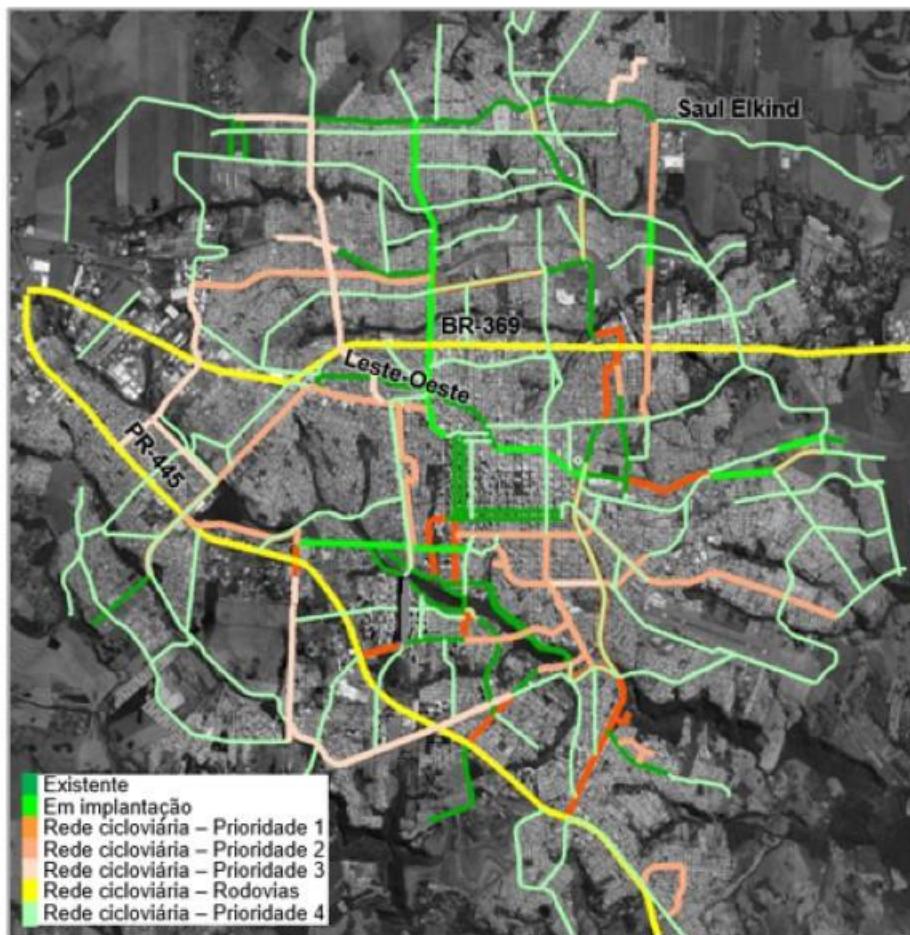 Saul Elkind
BR-369
Leste-Oeste
PR-445
Existente
Em implantação
Rede cicloviária – Prioridade 1
Rede cicloviária – Prioridade 2
Rede cicloviária – Prioridade 3
Rede cicloviária – Rodovias
Rede cicloviária – Prioridade 4